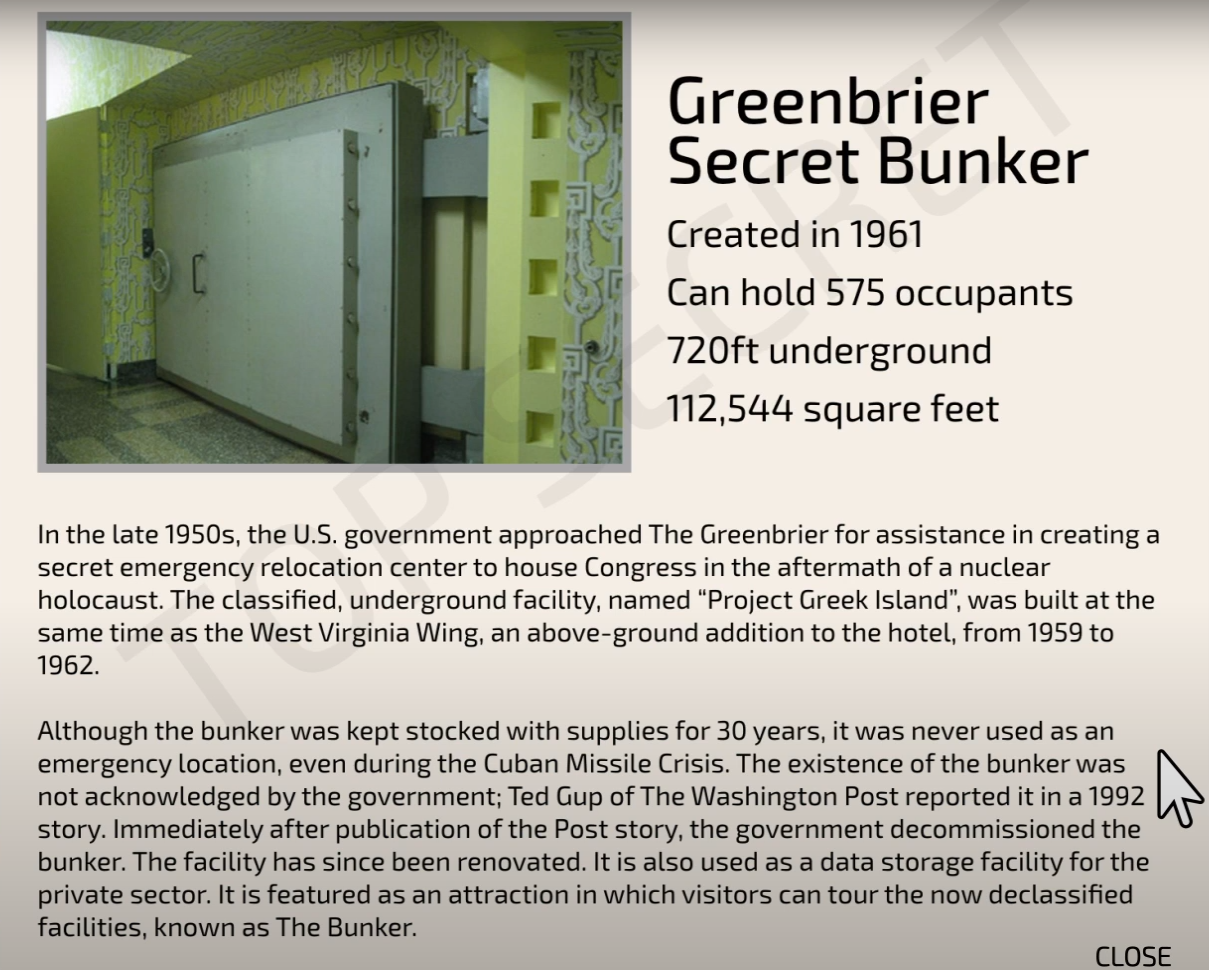 Greenbrier
Secret Bunker
Created in 1961
Can hold 575 occupants
720ft underground
112,544 square feet
TOP SECRET
In the late 1950s, the U.S. government approached The Greenbrier for assistance in creating a
secret emergency relocation center to house Congress in the aftermath of a nuclear
holocaust. The classified, underground facility, named “Project Greek Island”, was built at the
same time as the West Virginia Wing, an above-ground addition to the hotel, from 1959 to
1962.
Although the bunker was kept stocked with supplies for 30 years, it was never used as an
emergency location, even during the Cuban Missile Crisis. The existence of the bunker was
not acknowledged by the government; Ted Gup of The Washington Post reported it in a 1992
story. Immediately after publication of the Post story, the government decommissioned the
bunker. The facility has since been renovated. It is also used as a data storage facility for the
private sector. It is featured as an attraction in which visitors can tour the now declassified
facilities, known as The Bunker.
CLOSE